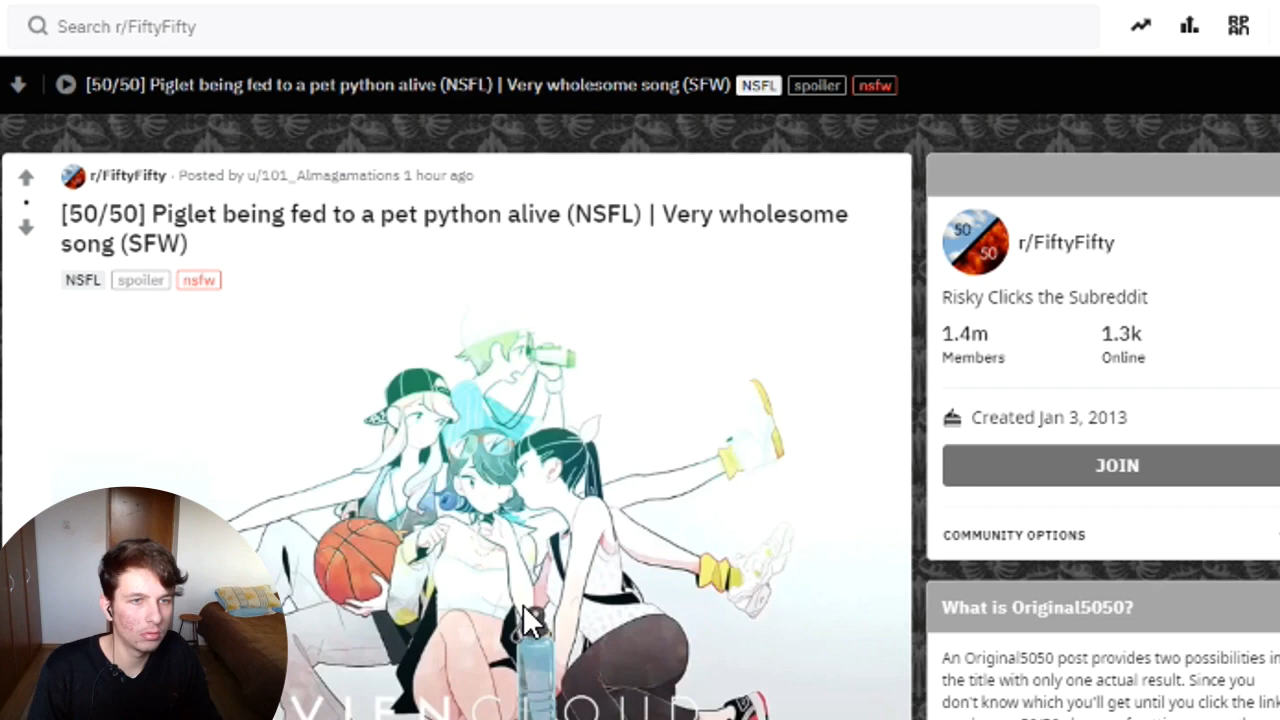 Search r/FiftyFifty
[50/50] Piglet being fed to a pet python alive (NSFL) | Very wholesome song (SFW) NSFL spoiler nsfw
r/FiftyFifty · Posted by u/101_Almagamations 1 hour ago
[50/50] Piglet being fed to a pet python alive (NSFL) | Very wholesome
song (SFW)
NSFL spoiler nsfw
VIENCLOUD
50
50
r/FiftyFifty
Risky Clicks the Subreddit
1.4m
Members
1.3k
Online
Created Jan 3, 2013
JOIN
COMMUNITY OPTIONS
What is Original5050?
An Original5050 post provides two possibilities in
the title with only one actual result. Since you
don't know which you'll get until you click the link